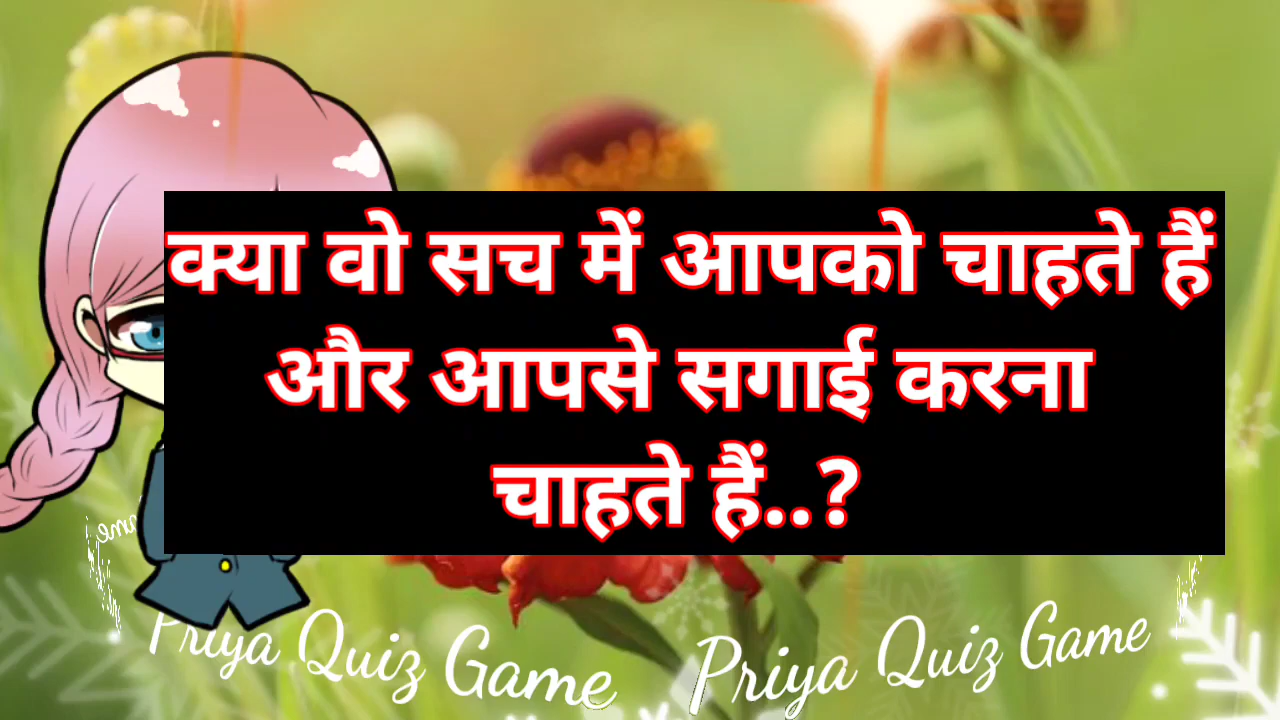 क्या वो सच में आपको चाहते हैं
और आपसे सगाई करना
चाहते हैं..?
Priya Quiz Game
Priya Quiz Game